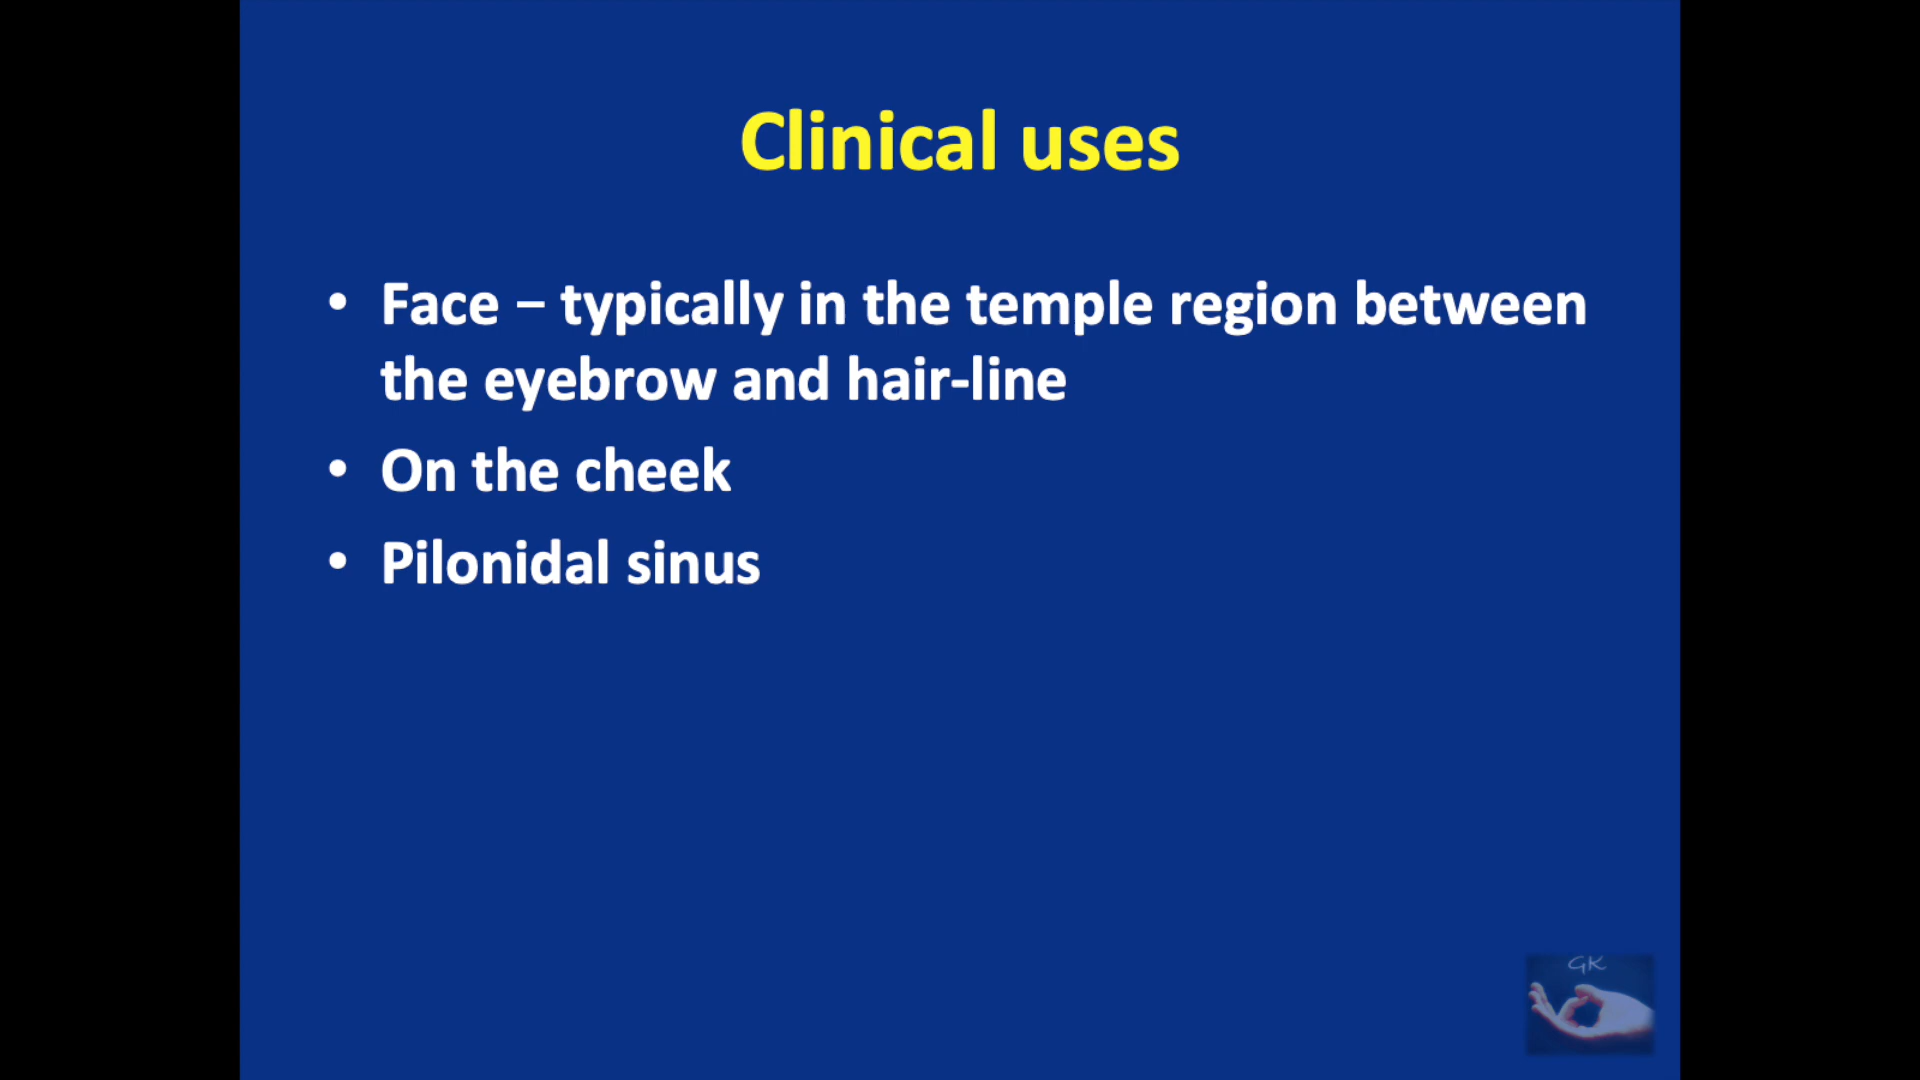 Clinical uses
• Face – typically in the temple region between
the eyebrow and hair-line
• On the cheek
• Pilonidal sinus
GK